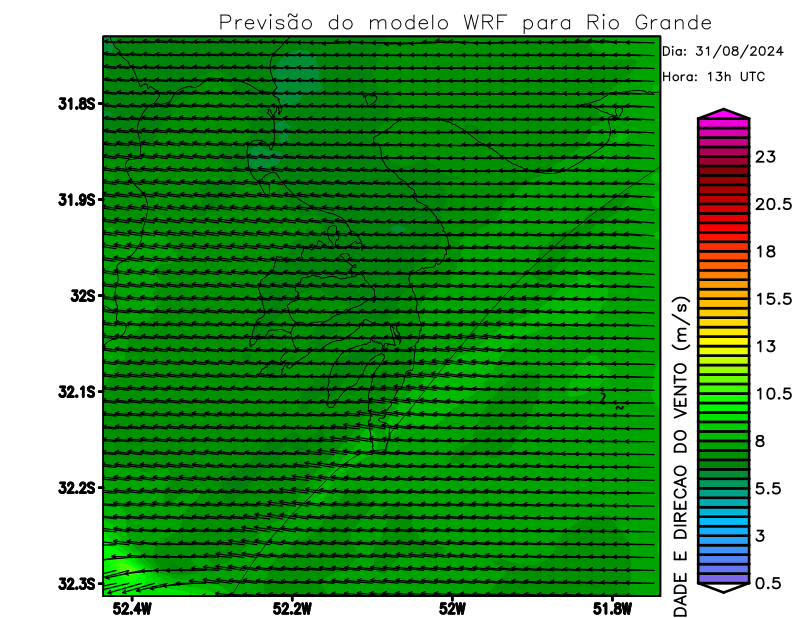 Previsão do modelo WRF para Rio Grande
Dia: 31/08/2024
Hora: 13h UTC
31.8S
31.9S
32S
32.1S
32.2S
32.3S
52.4W
52.2W
52W
51.8W
23
20.5
18
15.5
13
10.5
8
5.5
3
0.5
DADE E DIRECAO DO VENTO (m/s)